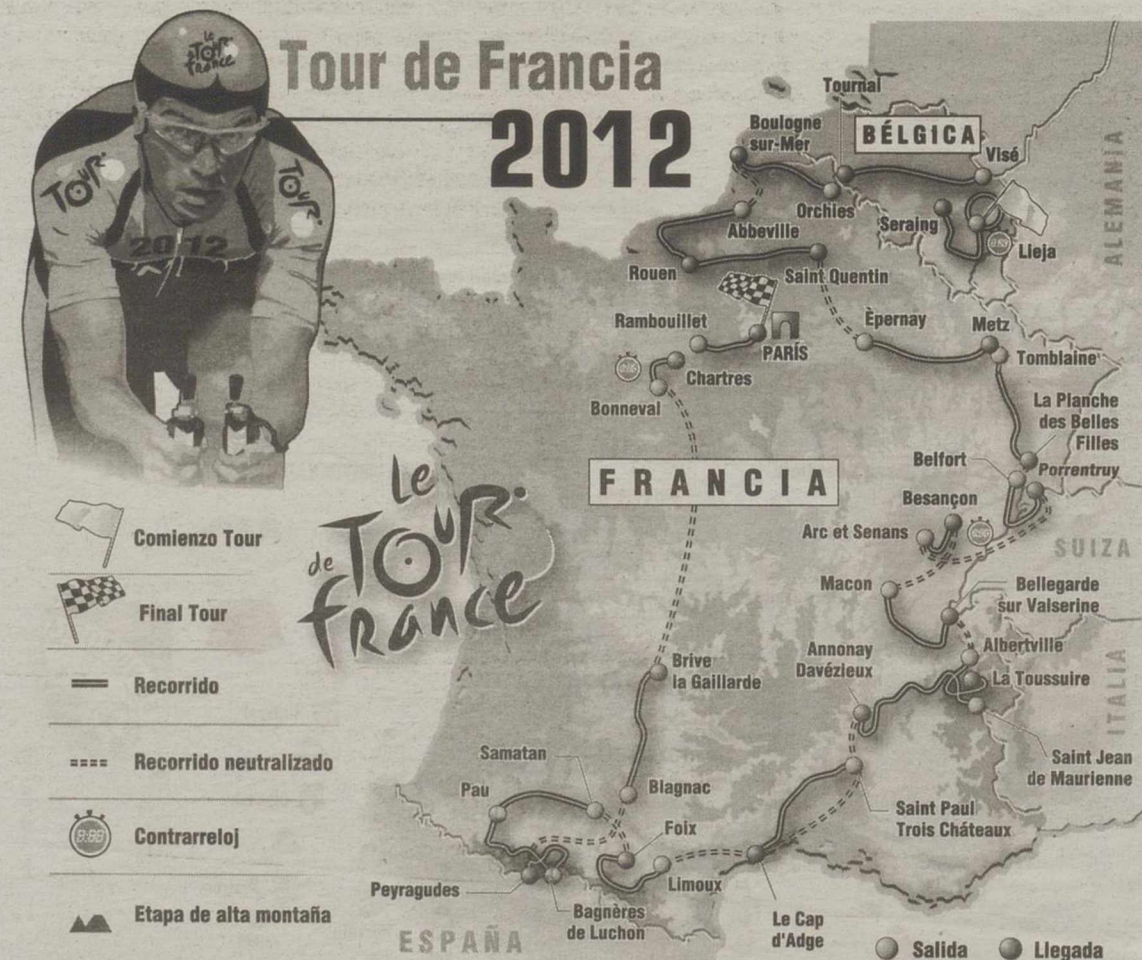 Tour de Francia
2012
le
TOUR
de
france
TOUR
TOUR
2012
Comienzo Tour
Final Tour
Recorrido
Recorrido neutralizado
Contrarreloj
Etapa de alta montaña
Le
TOUR
de
france
Tournal
Boulogne
sur-Mer
BÉLGICA
Visé
ALEMANIA
Orchies
Seraing
Abbeville
Lieja
Rouen
Saint Quentin
Rambouillet
Èpernay
Metz
PARÍS
Tomblaine
Chartres
Bonneval
La Planche
des Belles
Filles
Belfort
Porrentruy
FRANCIA
Besançon
Arc et Senans
SUIZA
Macon
Bellegarde
sur Valserine
Annonay
Davézieux
Albertville
La Toussuire
ITALIA
Brive
la Gaillarde
Saint Jean
de Maurienne
Samatan
Pau
Blagnac
Saint Paul
Trois Cháteaux
Foix
Peyragudes
Limoux
Bagnères
de Luchon
Le Cap
d'Adge
ESPAÑA
Salida
Llegada